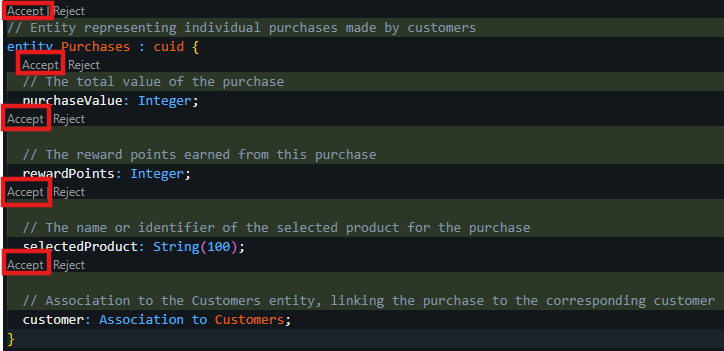 Accept | Reject
// Entity representing individual purchases made by customers
entity Purchases : cuid {
Accept | Reject
// The total value of the purchase
purchaseValue: Integer;
Accept | Reject
// The reward points earned from this purchase
rewardPoints: Integer;
Accept | Reject
// The name or identifier of the selected product for the purchase
selectedProduct: String(100);
Accept | Reject
// Association to the Customers entity, linking the purchase to the corresponding customer
customer: Association to Customers;
}